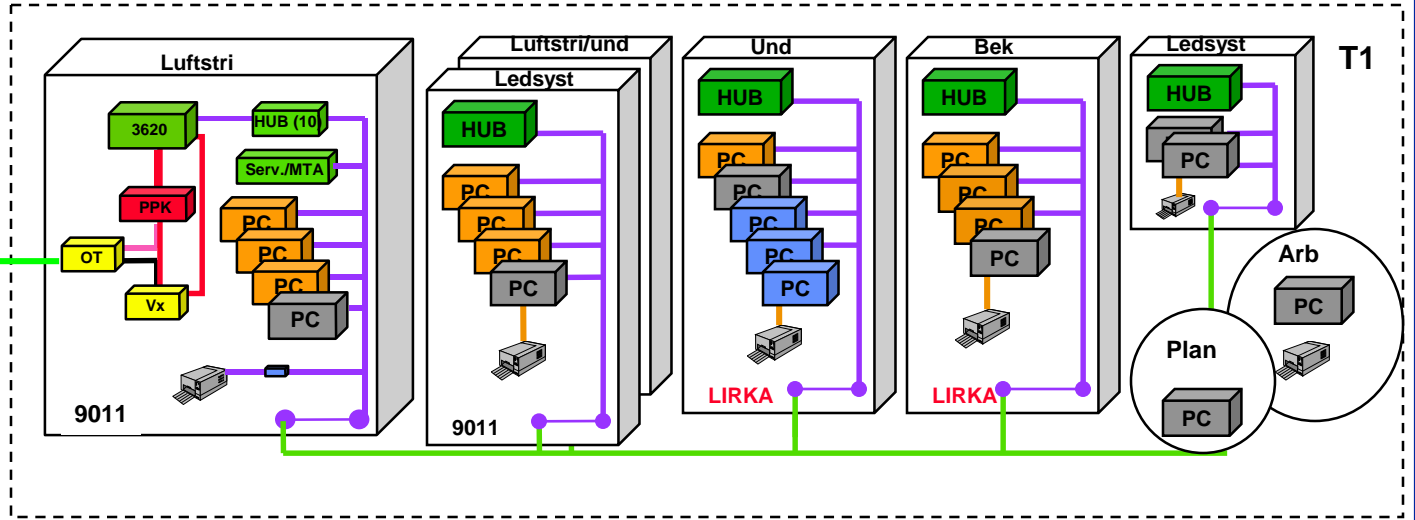 T1
Luftstri
3620
HUB (10)
Serv./MTA
PPK
OT
Vx
PC
PC
PC
PC
9011
Luftstri/und
Ledsyst
HUB
PC
PC
PC
PC
9011
Und
HUB
PC
PC
PC
PC
PC
LIRKA
Bek
HUB
PC
PC
PC
PC
LIRKA
Ledsyst
HUB
PC
PC
Arb
PC
Plan
PC